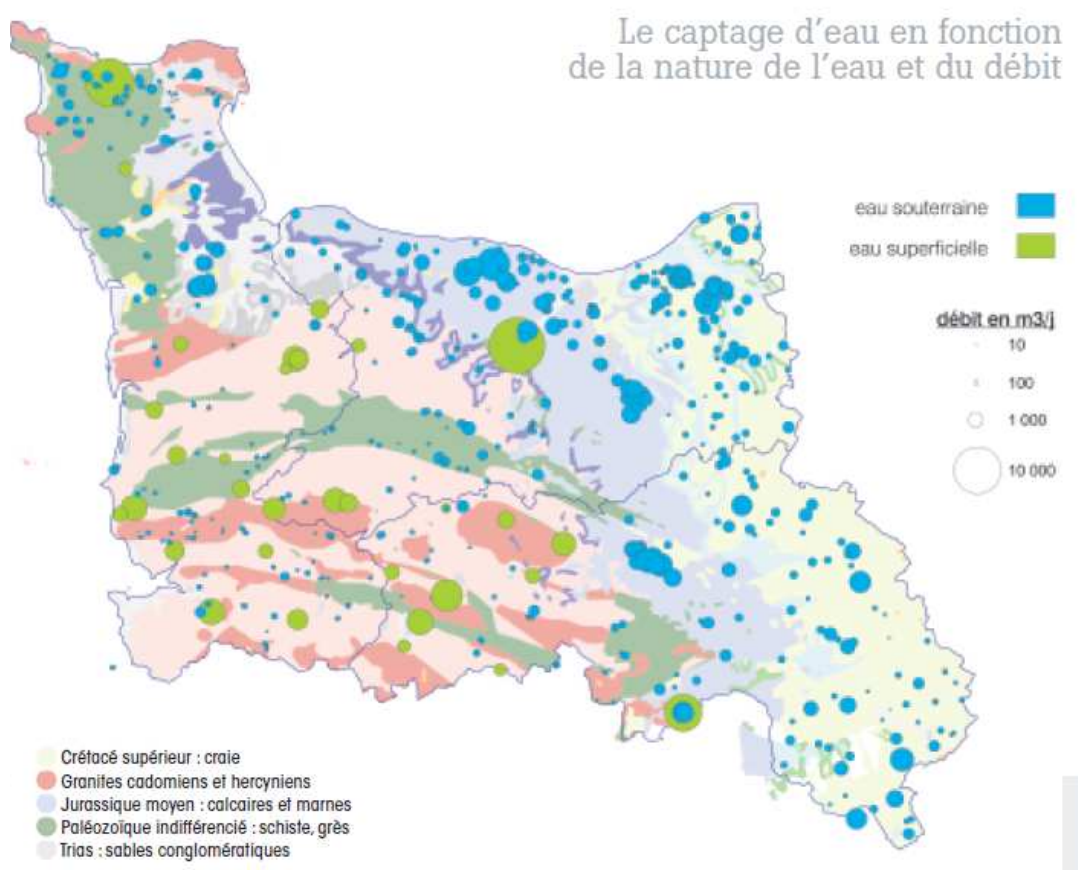 Le captage d'eau en fonction
de la nature de l'eau et du débit
eau souterraine
eau superficielle
débit en m3/j
10
100
1 000
10 000
Crétacé supérieur : craie
Granites cadomiens et hercyniens
Jurassique moyen : calcaires et marnes
Paléozoïque indifférencié : schiste, grès
Trias : sables conglomératiques